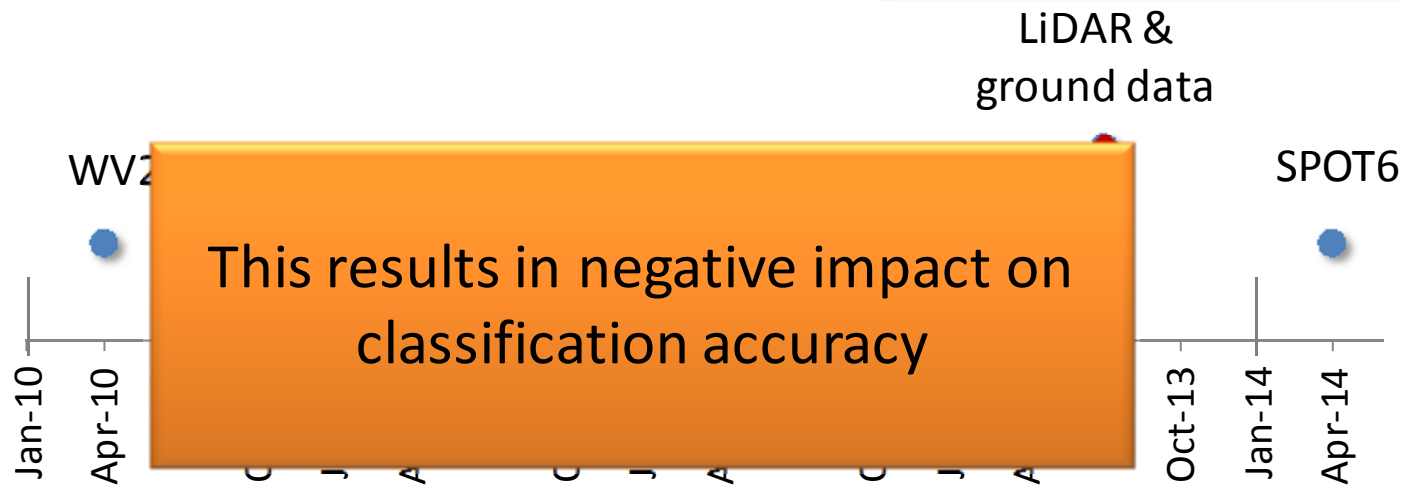 LiDAR &
ground data
WV2
SPOT6
This results in negative impact on
classification accuracy
Jan-10
Apr-10
Oct-13
Jan-14
Apr-14